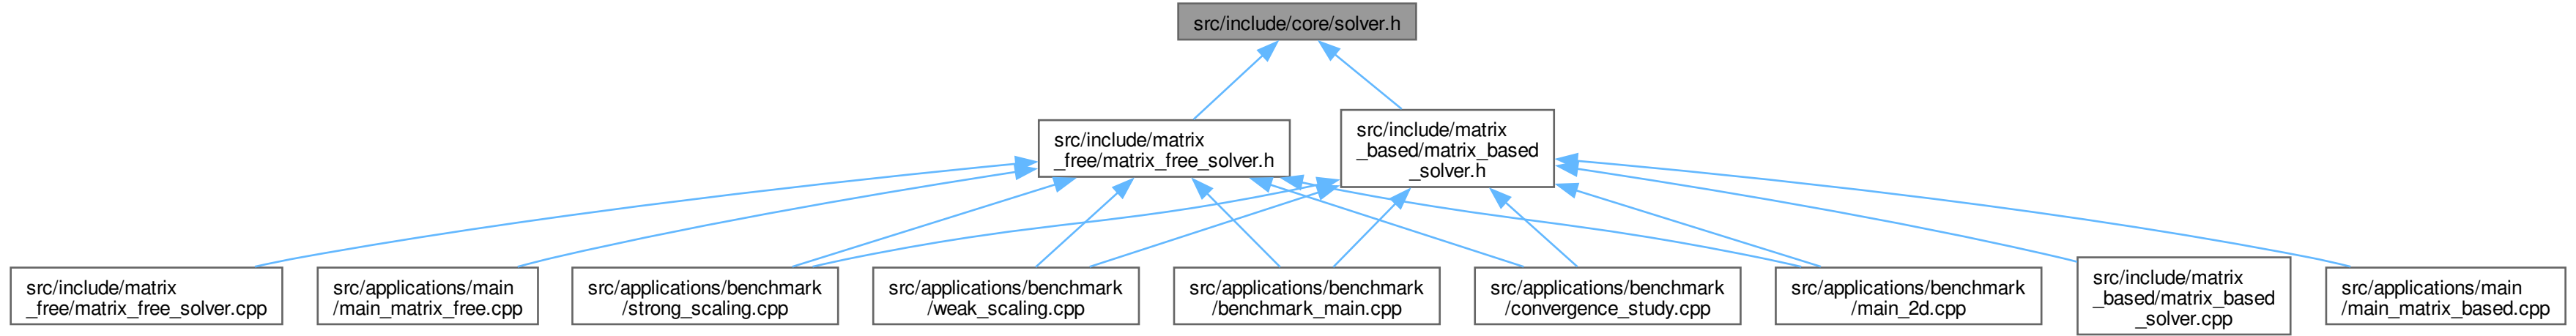 src/include/core/solver.h
src/include/matrix
_free/matrix_free_solver.h
src/include/matrix
_based/matrix_based
_solver.h
src/include/matrix
_free/matrix_free_solver.cpp
src/applications/main
/main_matrix_free.cpp
src/applications/benchmark
/strong_scaling.cpp
src/applications/benchmark
/weak_scaling.cpp
src/applications/benchmark
/benchmark_main.cpp
src/applications/benchmark
/convergence_study.cpp
src/applications/benchmark
/main_2d.cpp
src/include/matrix
_based/matrix_based
_solver.cpp
src/applications/main
/main_matrix_based.cpp